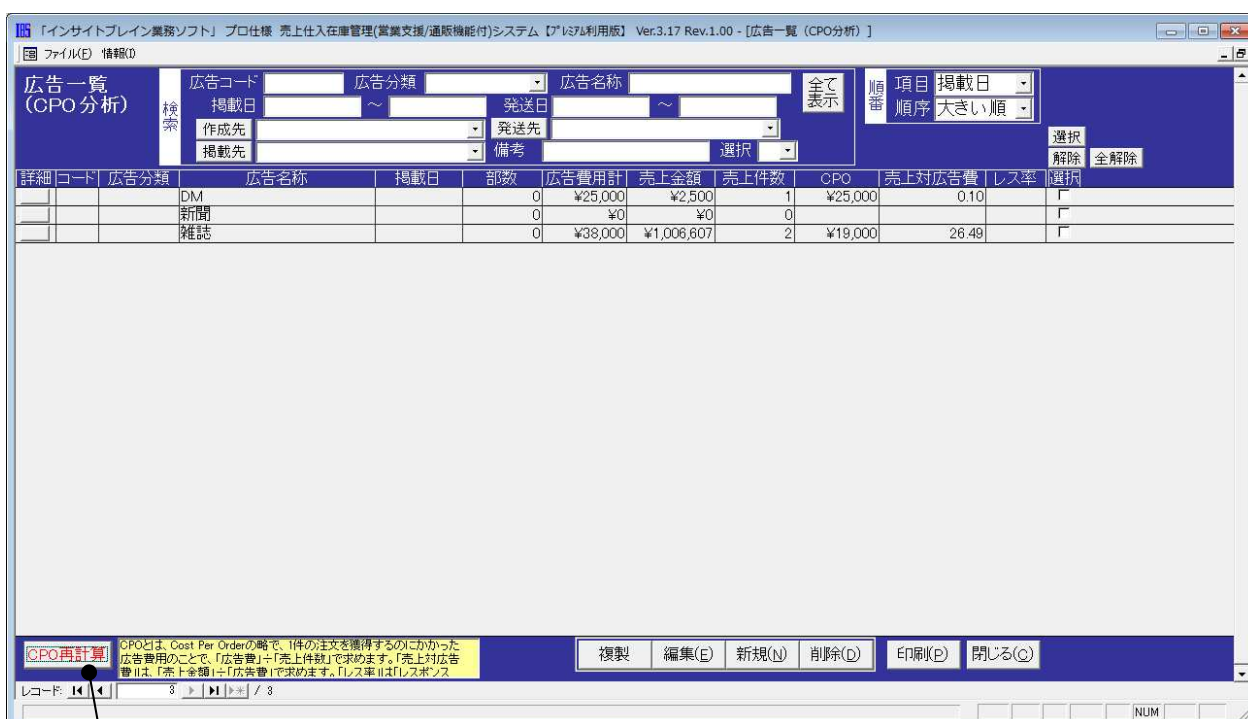 「インサイトブレイン業務ソフト」 プロ仕様 売上仕入在庫管理(営業支援/通販機能付)システム【ﾌﾟﾚﾐｱﾑ利用版】 Ver.3.17 Rev.1.00 - [広告一覧（CPO分析）]
ファイル(F) 情報(I)
広告一覧
(CPO分析)
検索
広告コード 広告分類 広告名称
掲載日 ～ 発送日 ～
作成先 発送先
掲載先 備考 選択
全て表示
順番
項目 掲載日
順序 大きい順
選択
解除 全解除
詳細 コード 広告分類 広告名称 掲載日 部数 広告費用計 売上金額 売上件数 CPO 売上対広告費 レス率 選択
DM 0 ¥25,000 ¥2,500 1 ¥25,000 0.10
新聞 0 ¥0 ¥0 0
雑誌 0 ¥38,000 ¥1,006,607 2 ¥19,000 26.49
CPO再計算
CPOとは、Cost Per Orderの略で、1件の注文を獲得するのにかかった
広告費用のことで、「広告費」÷「売上件数」で求めます。「売上対広告
費」は、「売上金額」÷「広告費」で求めます。「レス率」は「レスポンス
複製 編集(E) 新規(N) 削除(D) 印刷(P) 閉じる(C)
レコード: 3 / 3
NUM